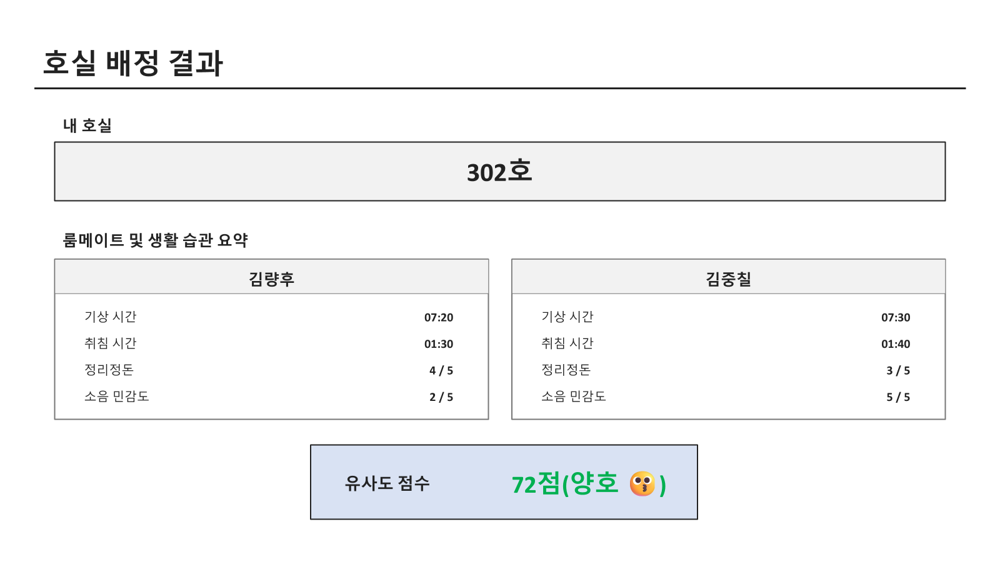 호실 배정 결과
내 호실
302호
룸메이트 및 생활 습관 요약
김량후
기상 시간 07:20
취침 시간 01:30
정리정돈 4 / 5
소음 민감도 2 / 5
김중칠
기상 시간 07:30
취침 시간 01:40
정리정돈 3 / 5
소음 민감도 5 / 5
유사도 점수 72점(양호 😗)